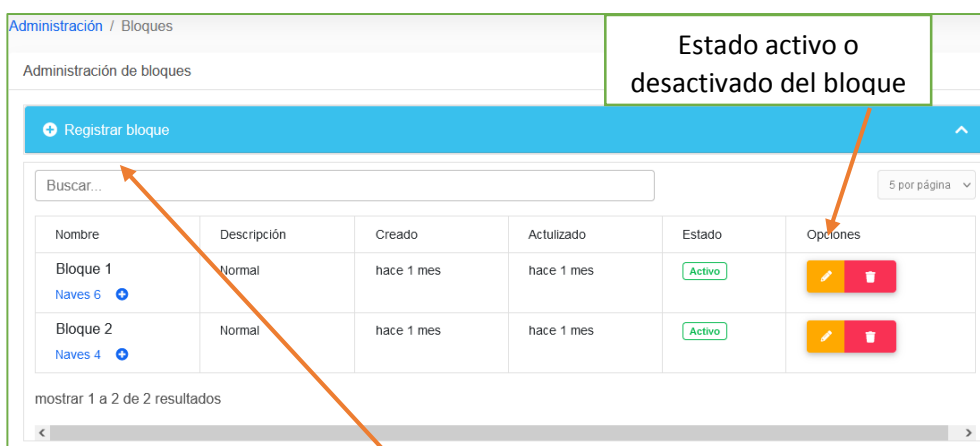 Administración / Bloques
Estado activo o
desactivado del bloque
Administración de bloques
Registrar bloque
Buscar...
5 por página
Nombre Descripción Creado Actulizado Estado Opciones
Bloque 1 Normal hace 1 mes hace 1 mes Activo
Naves 6
Bloque 2 Normal hace 1 mes hace 1 mes Activo
Naves 4
mostrar 1 a 2 de 2 resultados